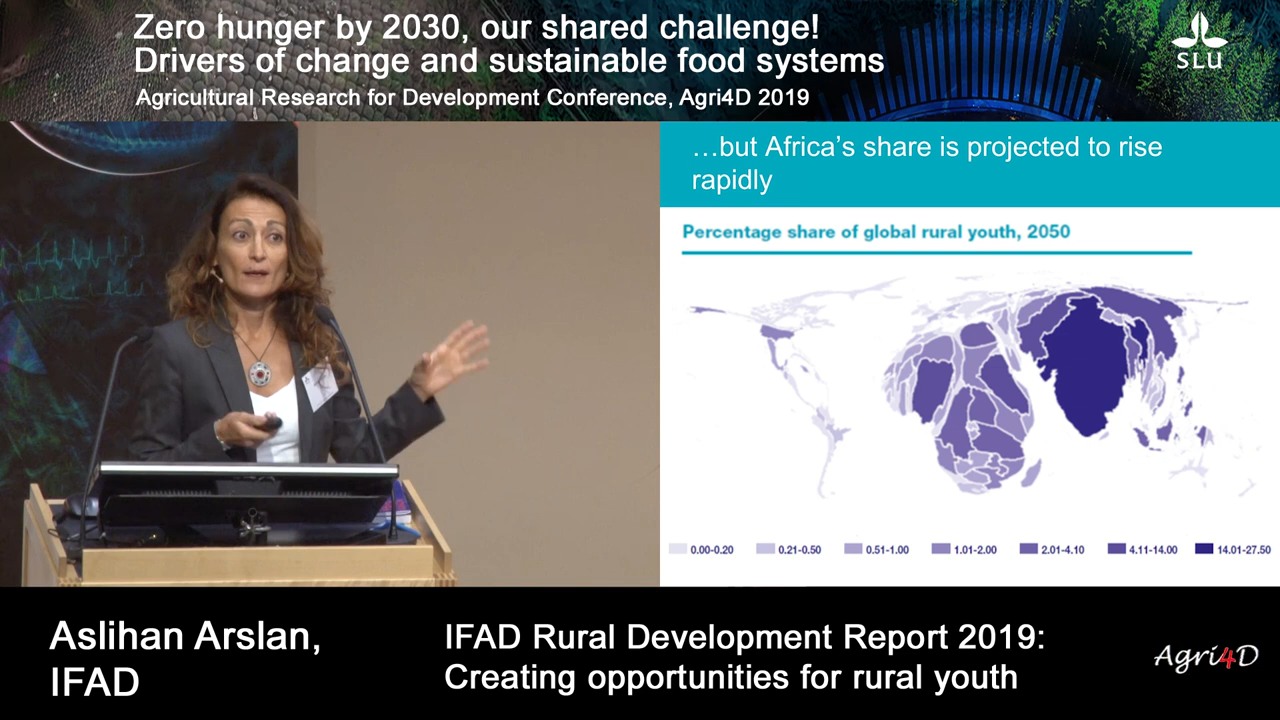 Zero hunger by 2030, our shared challenge!
Drivers of change and sustainable food systems
Agricultural Research for Development Conference, Agri4D 2019
SLU
…but Africa's share is projected to rise
rapidly
Percentage share of global rural youth, 2050
0.00-0.20 0.21-0.50 0.51-1.00 1.01-2.00 2.01-4.10 4.11-14.00 14.01-27.50
Aslihan Arslan,
IFAD
IFAD Rural Development Report 2019:
Creating opportunities for rural youth
Agri4D